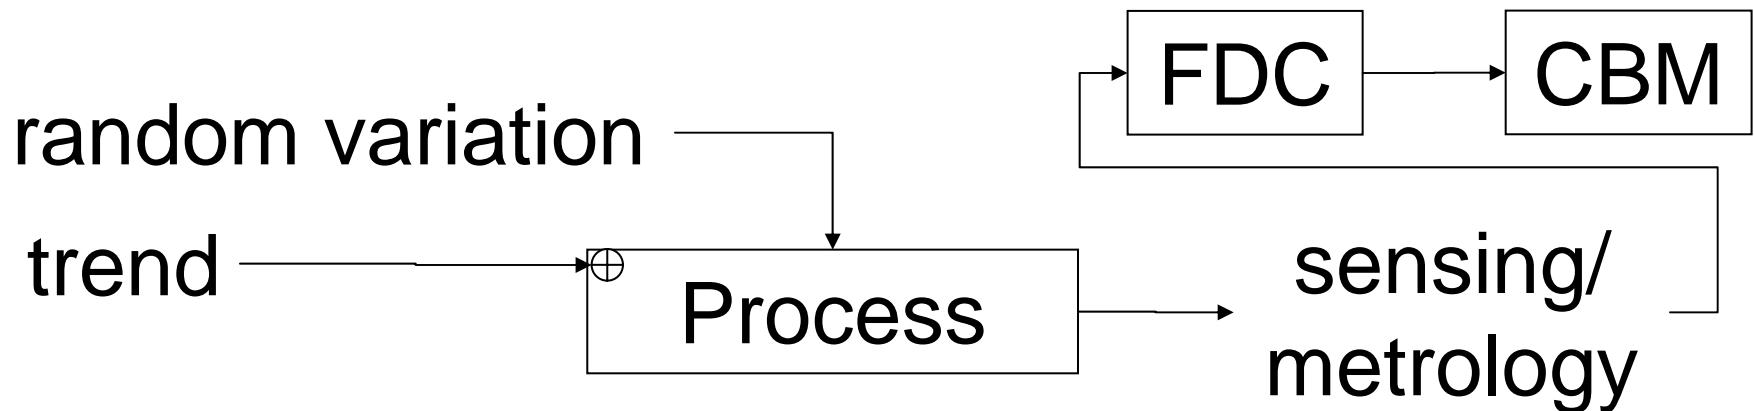 FDC
CBM
random variation
trend
Process
sensing/
metrology